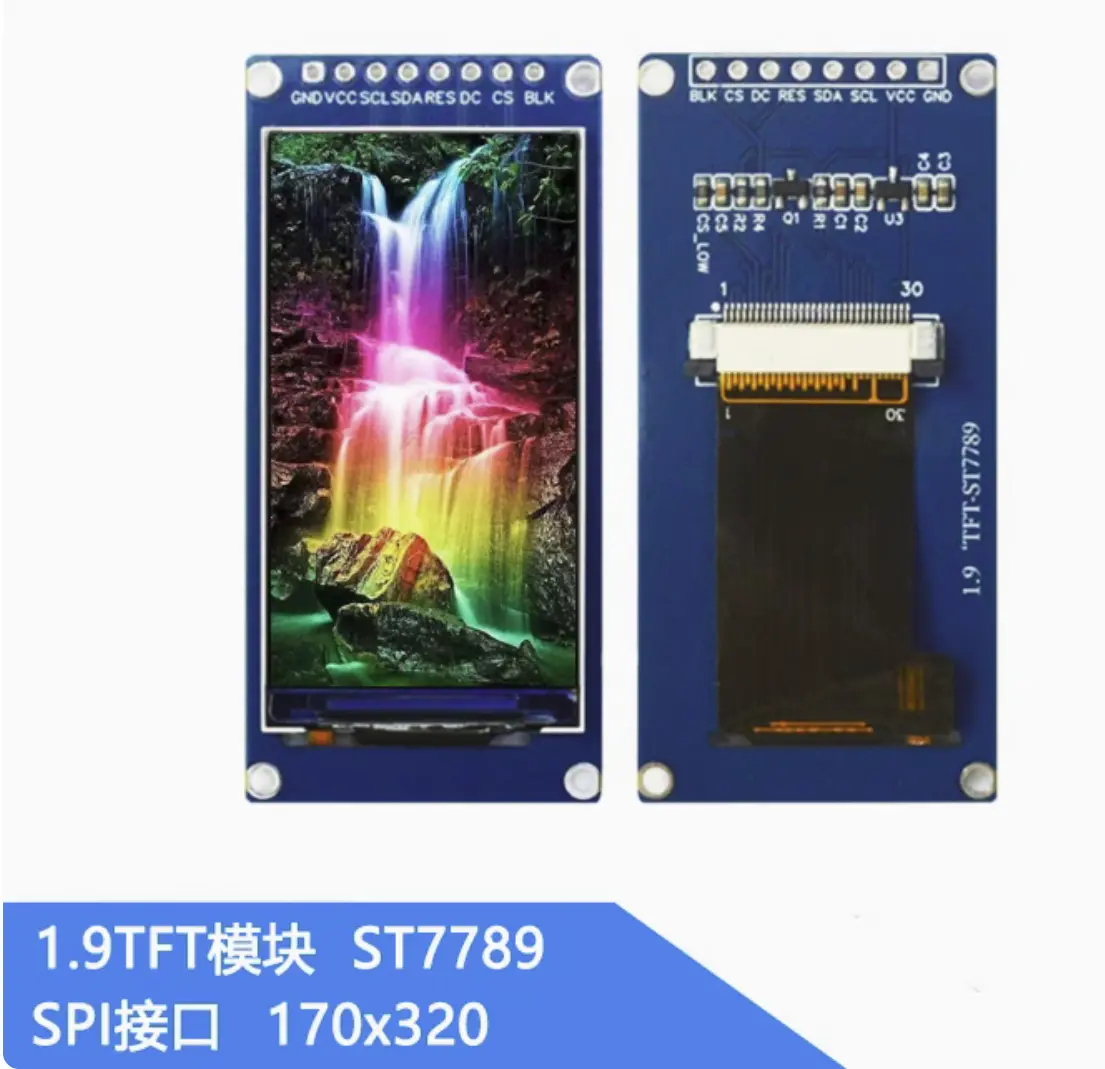 GND VCC SCL SDA RES DC CS BLK
BLK CS DC RES SDA SCL VCC GND
C4 C3
CS_LOW C5 R2 R4 Q1 R1 C1 C2 U3
1 30
1 30
1.9 'TFT-ST7789
1.9TFT模块 ST7789
SPI接口 170x320